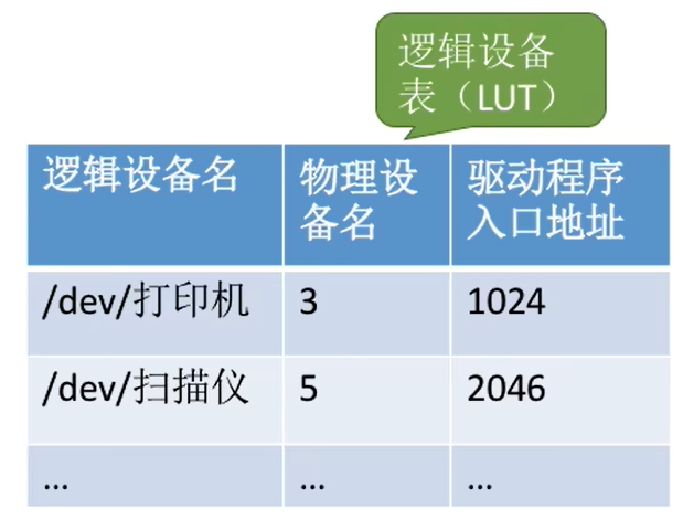 逻辑设备
表（LUT）
逻辑设备名
物理设
备名
驱动程序
入口地址
/dev/打印机
3
1024
/dev/扫描仪
5
2046
...
...
...